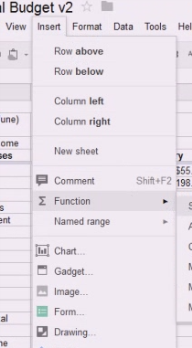 l Budget v2
View Insert Format Data Tools Hel
Row above
Row below
Column left
une)
Column right
ome
ses
New sheet
y
$55.
Comment Shift+F2
198.
Function
S
s
A
ent
Named range
C
Chart...
M
Gadget...
M
Image...
M
Form...
al
Drawing...
ne